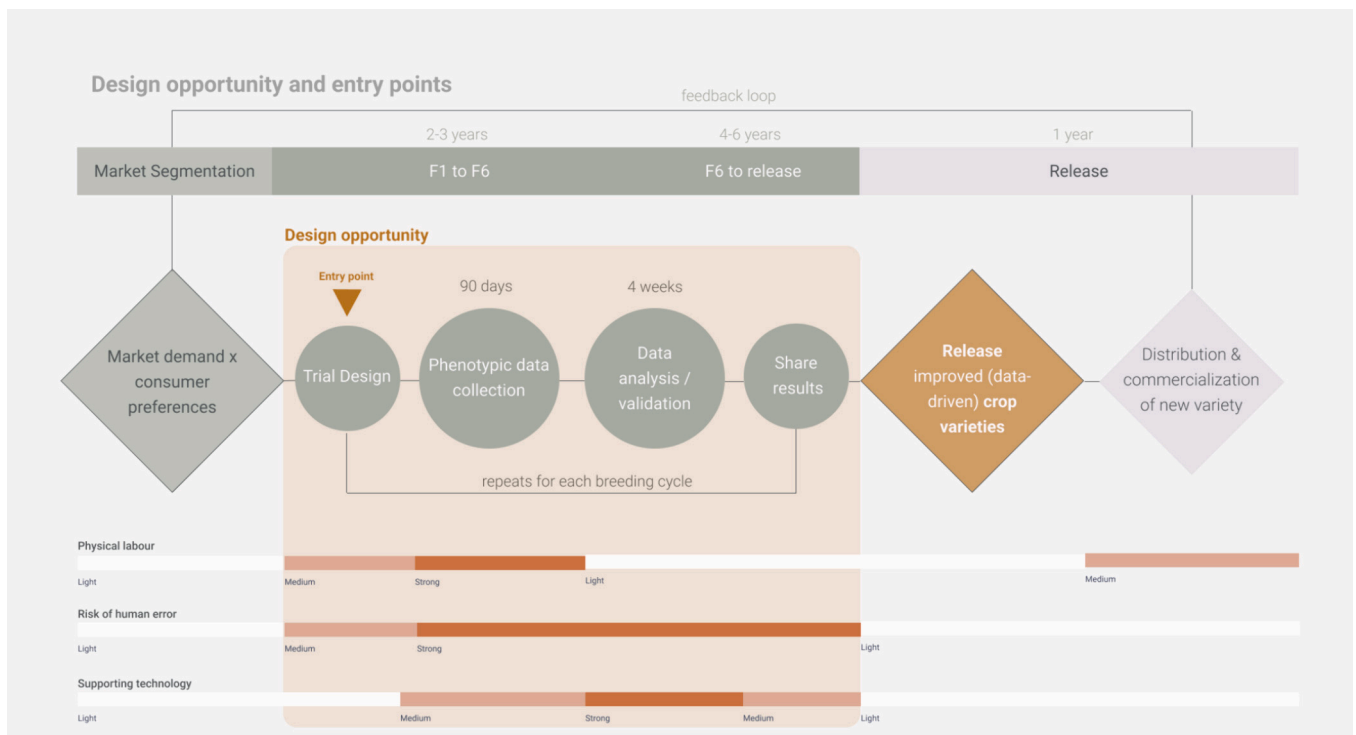 Design opportunity and entry points
feedback loop
2-3 years
4-6 years
1 year
Market Segmentation
F1 to F6
F6 to release
Release
Design opportunity
Entry point
90 days
4 weeks
Market demand x
consumer
preferences
Trial Design
Phenotypic data
collection
Data
analysis /
validation
Share
results
Release
improved (data-
driven) crop
varieties
Distribution &
commercialization
of new variety
repeats for each breeding cycle
Physical labour
Light
Medium
Strong
Light
Medium
Risk of human error
Light
Medium
Strong
Light
Supporting technology
Light
Medium
Strong
Medium
Light